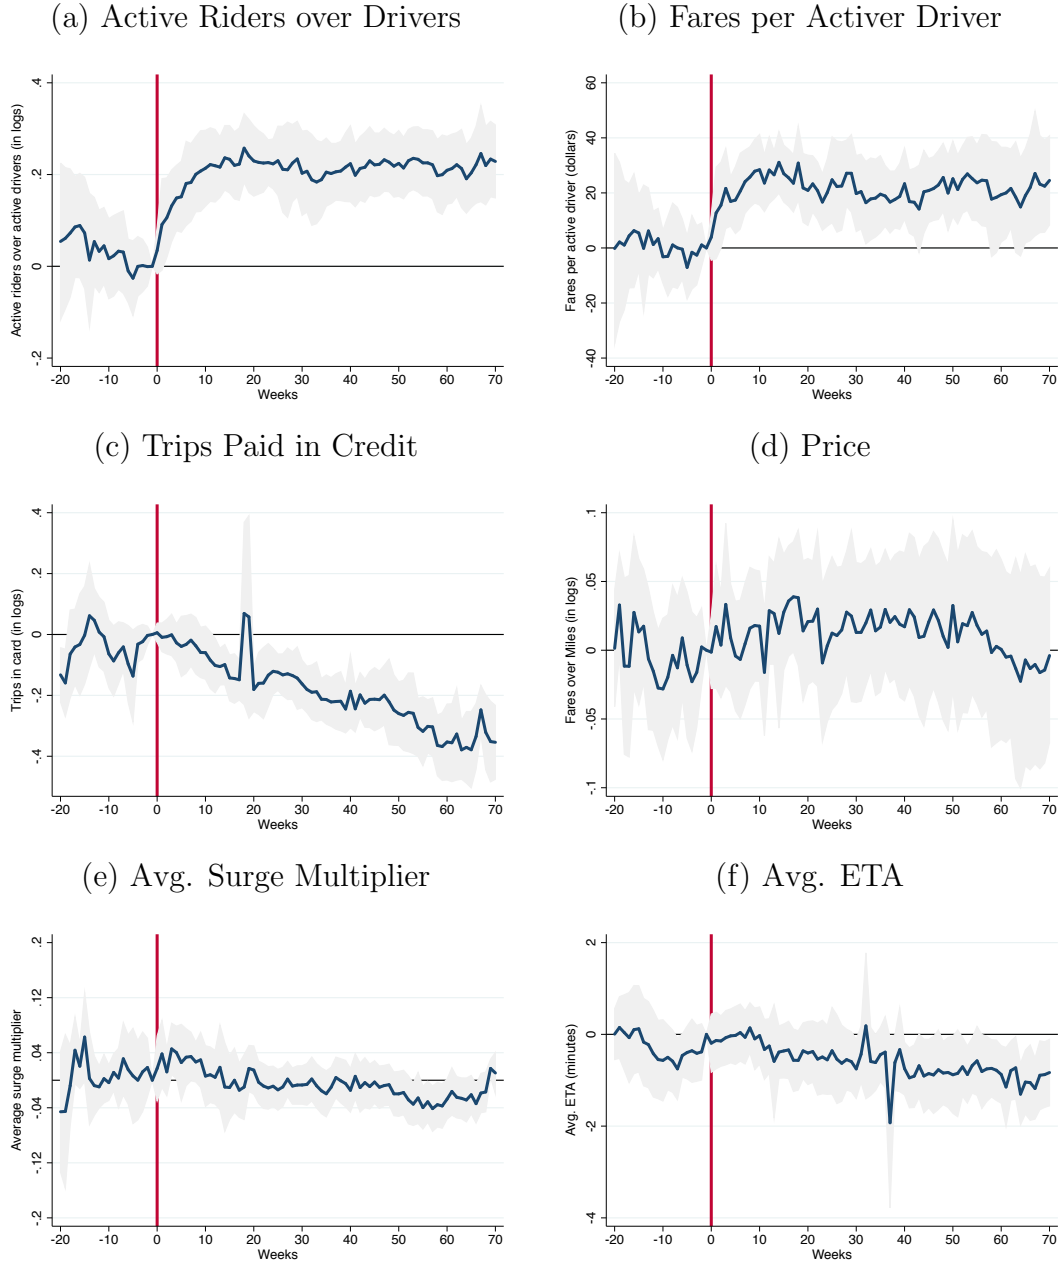 (a) Active Riders over Drivers
Active riders over active drivers (in logs)
.4
.2
0
-.2
-20 -10 0 10 20 30 40 50 60 70
Weeks
(b) Fares per Activer Driver
Fares per active driver (dollars)
60
40
20
0
-20
-40
-20 -10 0 10 20 30 40 50 60 70
Weeks
(c) Trips Paid in Credit
Trips in card (in logs)
.4
.2
0
-.2
-.4
-20 -10 0 10 20 30 40 50 60 70
Weeks
(d) Price
Fares over Miles (in logs)
.1
.05
0
-.05
-.1
-20 -10 0 10 20 30 40 50 60 70
Weeks
(e) Avg. Surge Multiplier
Average surge multiplier
.2
.12
.04
-.04
-.12
-.2
-20 -10 0 10 20 30 40 50 60 70
Weeks
(f) Avg. ETA
Avg. ETA (minutes)
2
0
-2
-4
-20 -10 0 10 20 30 40 50 60 70
Weeks